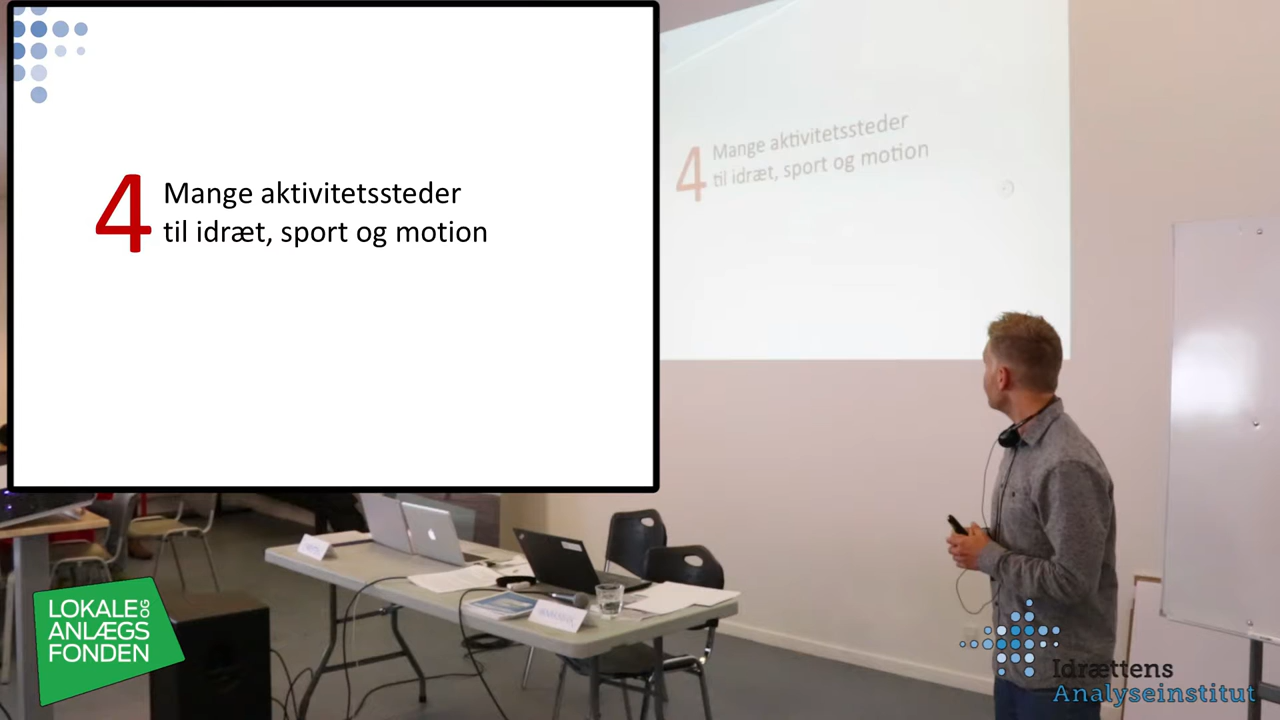 4 Mange aktivitetssteder
til idræt, sport og motion
4 Mange aktivitetssteder
til idræt, sport og motion
LOKALE OG
ANLÆGS
FONDEN
Idrættens
Analyseinstitut